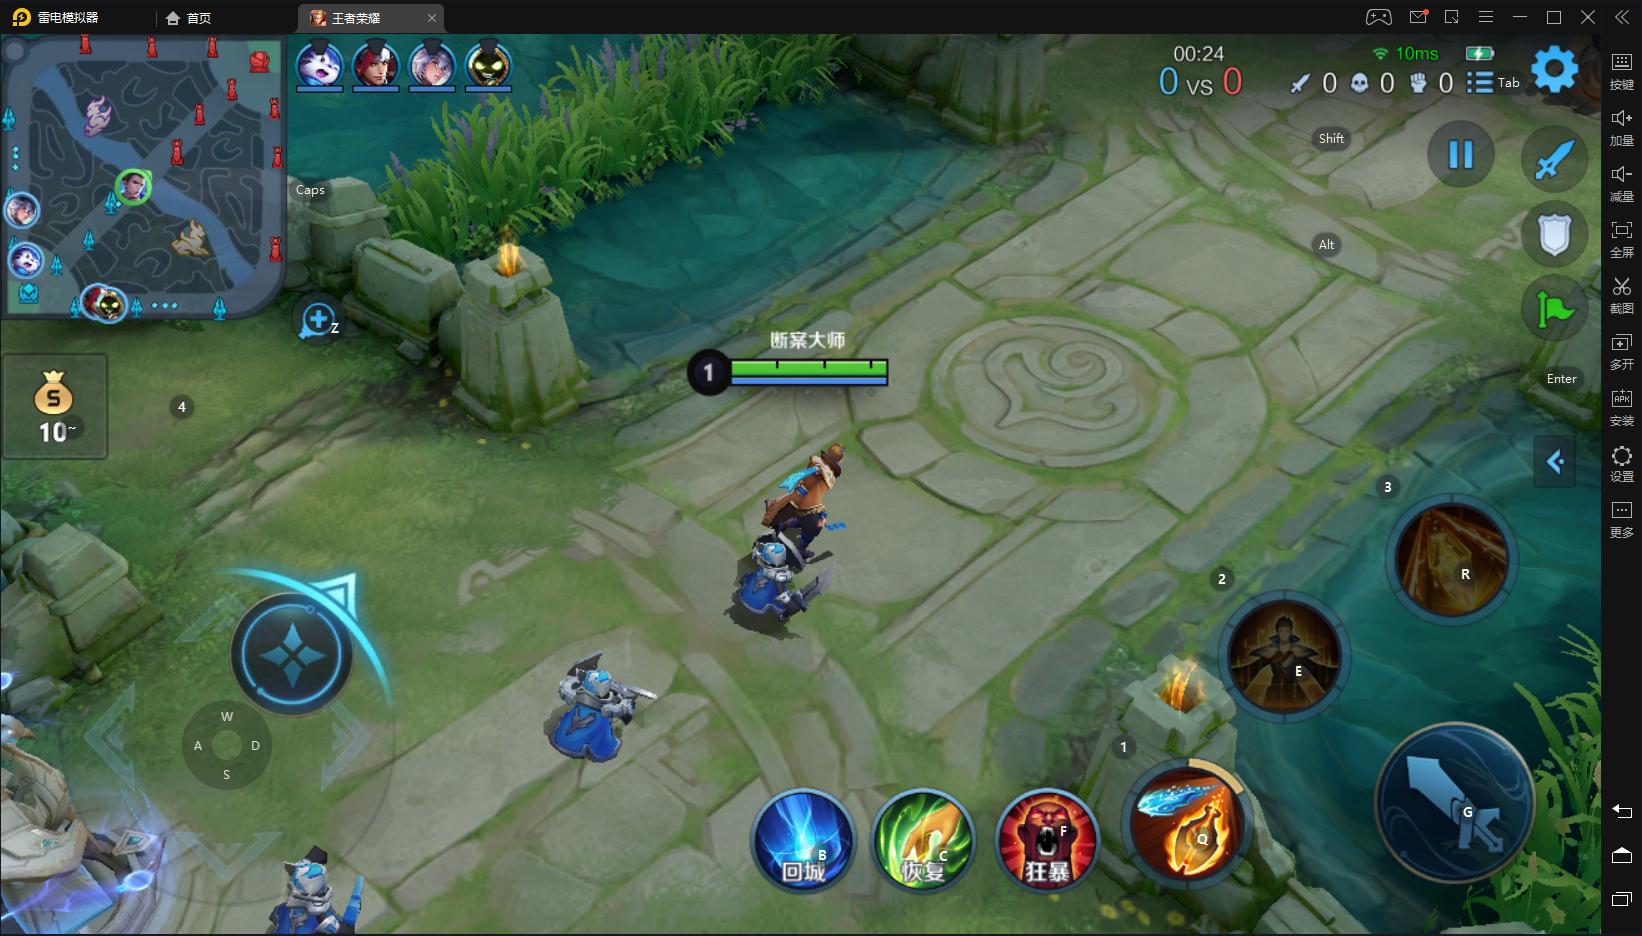 雷电模拟器
首页
王者荣耀
00:24
10ms
0 VS 0
0
0
0
Tab
按键
加量
减量
全屏
截图
多开
安装
APK
设置
更多
Shift
Caps
Alt
Z
断案大师
1
Enter
S
10~
4
3
R
2
E
W
A
D
S
1
Q
G
B
回城
C
恢复
F
狂暴